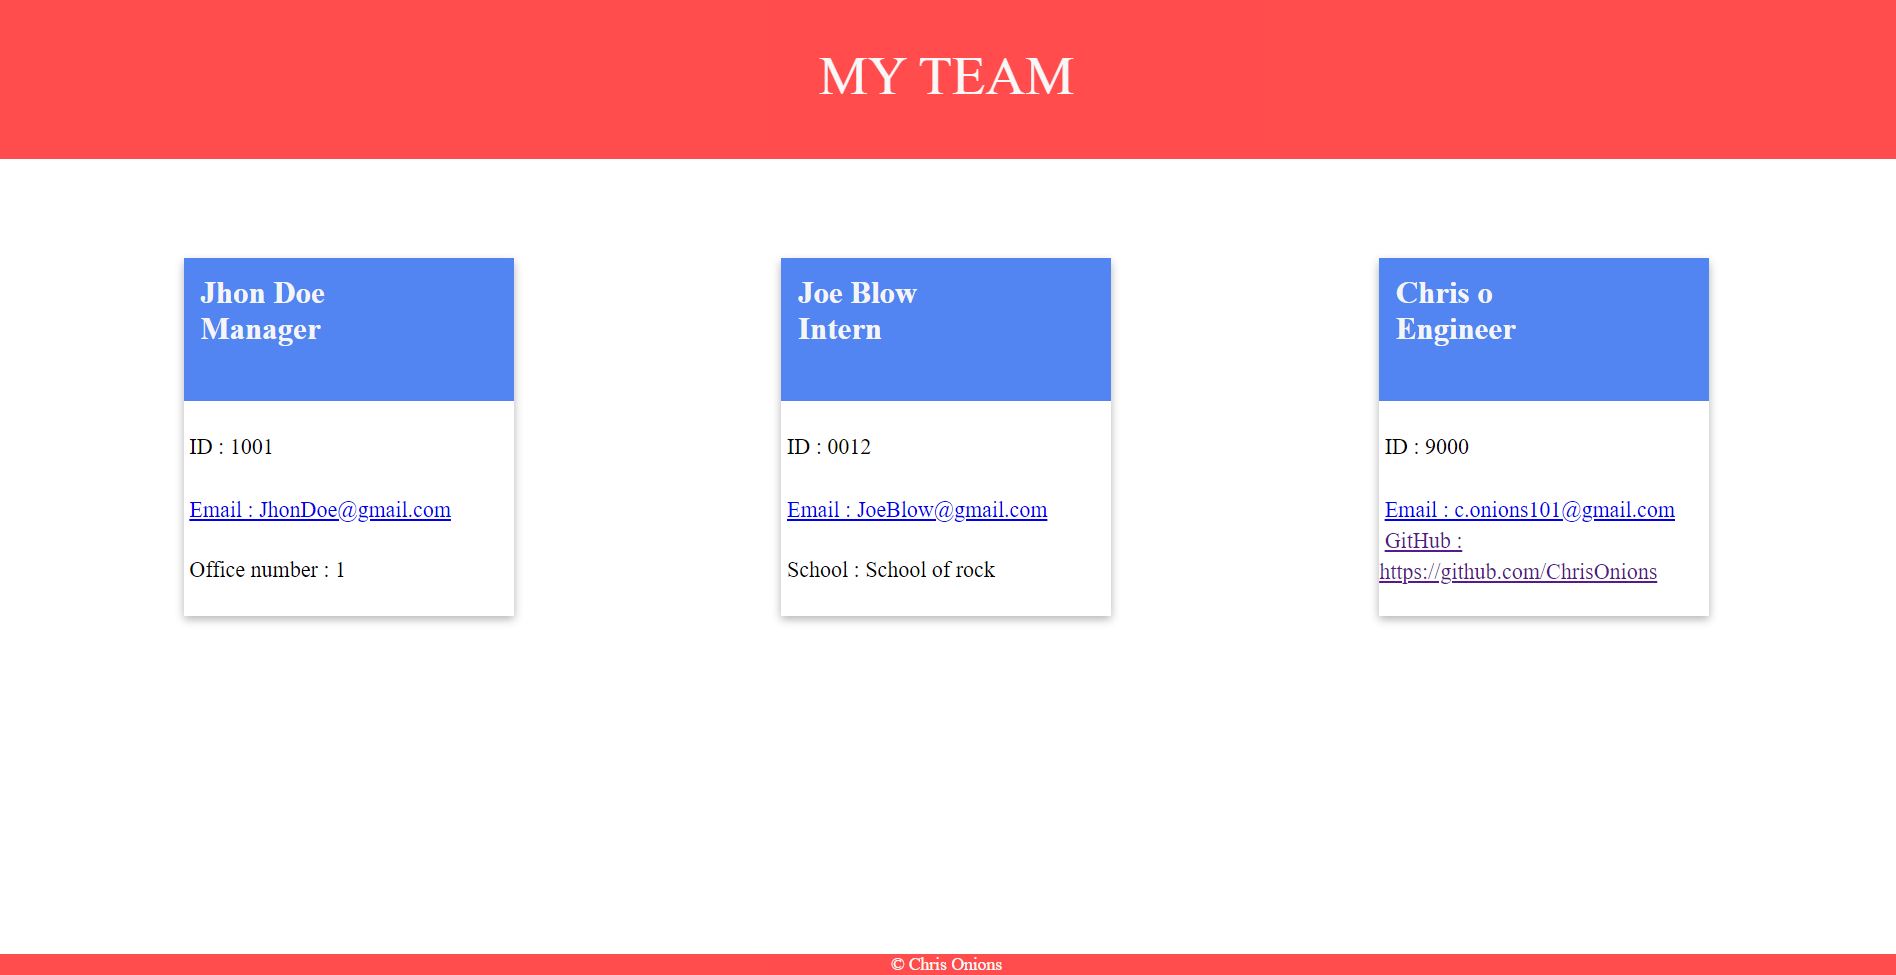 MY TEAM
Jhon Doe
Manager
ID : 1001
Email : JhonDoe@gmail.com
Office number : 1
Joe Blow
Intern
ID : 0012
Email : JoeBlow@gmail.com
School : School of rock
Chris o
Engineer
ID : 9000
Email : c.onions101@gmail.com
GitHub :
https://github.com/ChrisOnions
© Chris Onions